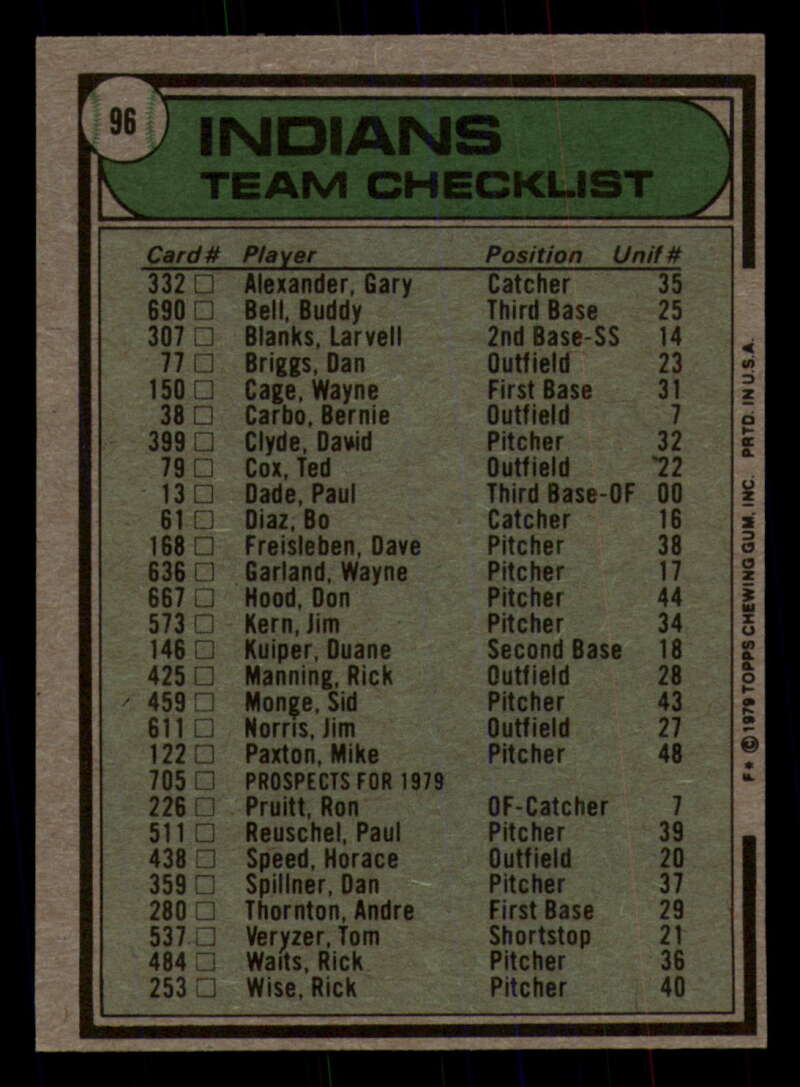 96
INDIANS
TEAM CHECKLIST
Card# Player Position Unif#
332 □ Alexander, Gary Catcher 35
690 □ Bell, Buddy Third Base 25
307 □ Blanks, Larvell 2nd Base-SS 14
77 □ Briggs, Dan Outfield 23
150 □ Cage, Wayne First Base 31
38 □ Carbo, Bernie Outfield 7
399 □ Clyde, David Pitcher 32
79 □ Cox, Ted Outfield 22
13 □ Dade, Paul Third Base-OF 00
61 □ Diaz, Bo Catcher 16
168 □ Freisleben, Dave Pitcher 38
636 □ Garland, Wayne Pitcher 17
667 □ Hood, Don Pitcher 44
573 □ Kern, Jim Pitcher 34
146 □ Kuiper, Duane Second Base 18
425 □ Manning, Rick Outfield 28
459 □ Monge, Sid Pitcher 43
611 □ Norris, Jim Outfield 27
122 □ Paxton, Mike Pitcher 48
705 □ PROSPECTS FOR 1979
226 □ Pruitt, Ron OF-Catcher 7
511 □ Reuschel, Paul Pitcher 39
438 □ Speed, Horace Outfield 20
359 □ Spillner, Dan Pitcher 37
280 □ Thornton, Andre First Base 29
537 □ Veryzer, Tom Shortstop 21
484 □ Waits, Rick Pitcher 36
253 □ Wise, Rick Pitcher 40
F* © 1979 TOPPS CHEWING GUM, INC. PRTD. IN U.S.A.